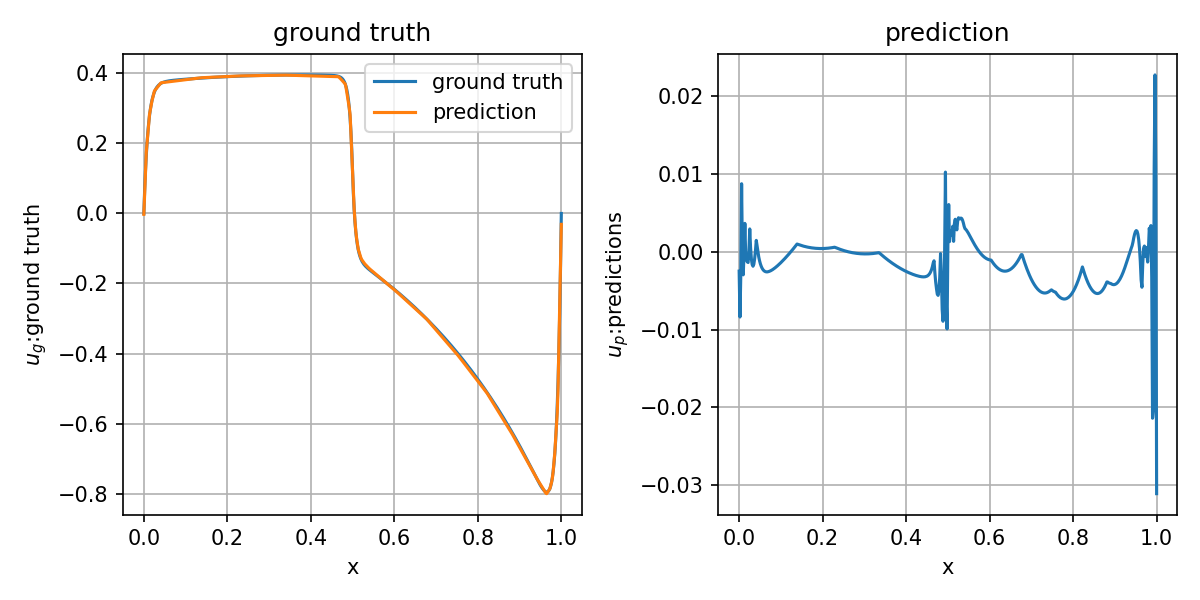 ground truth
ground truth
prediction
0.4
0.2
0.0
−0.2
−0.4
−0.6
−0.8
u_g:ground truth
0.0 0.2 0.4 0.6 0.8 1.0
x
prediction
0.02
0.01
0.00
−0.01
−0.02
−0.03
u_p:predictions
0.0 0.2 0.4 0.6 0.8 1.0
x